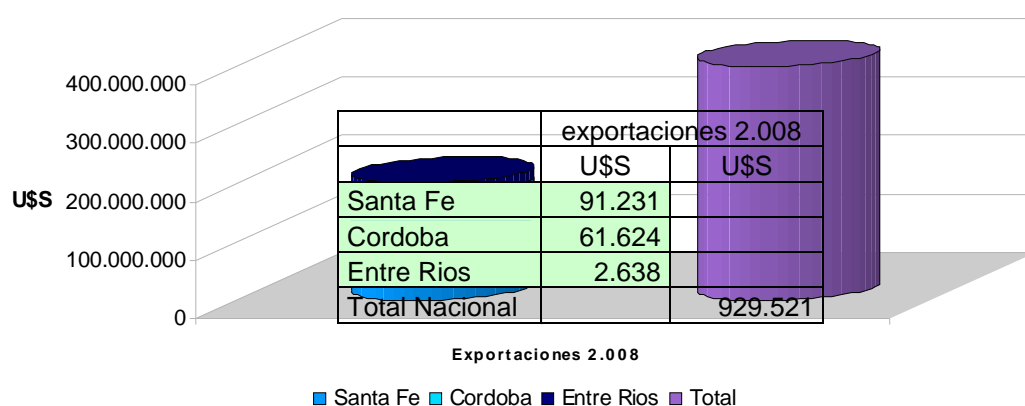 400.000.000
300.000.000
U$S 200.000.000
100.000.000
0
exportaciones 2.008
U$S U$S
Santa Fe 91.231
Cordoba 61.624
Entre Rios 2.638
Total Nacional 929.521
Exportaciones 2.008
Santa Fe Cordoba Entre Rios Total